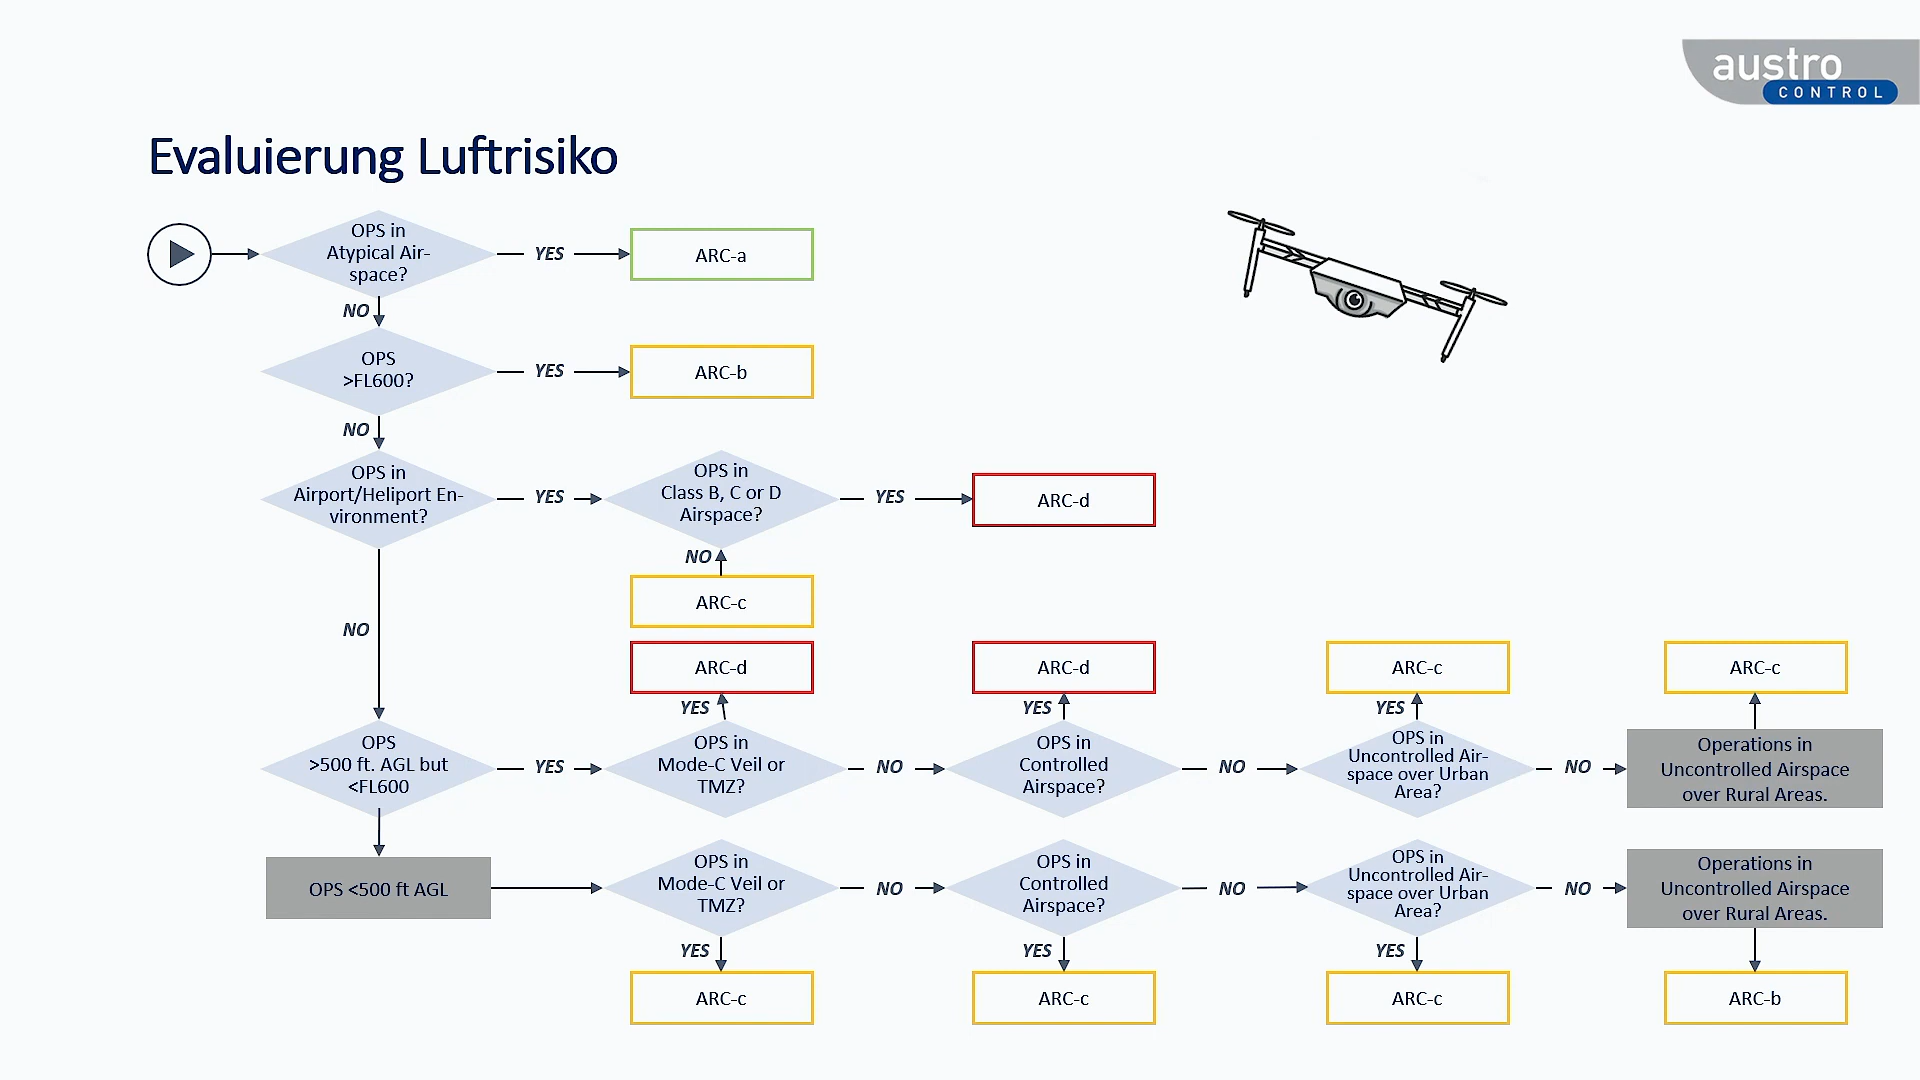 austro
CONTROL
Evaluierung Luftrisiko
OPS in
Atypical Air-
space?
YES
ARC-a
NO
OPS
>FL600?
YES
ARC-b
NO
OPS in
Airport/Heliport En-
vironment?
YES
OPS in
Class B, C or D
Airspace?
YES
ARC-d
NO
ARC-c
NO
ARC-d
ARC-d
ARC-c
ARC-c
YES
YES
YES
OPS
>500 ft. AGL but
<FL600
YES
OPS in
Mode-C Veil or
TMZ?
NO
OPS in
Controlled
Airspace?
NO
OPS in
Uncontrolled Air-
space over Urban
Area?
NO
Operations in
Uncontrolled Airspace
over Rural Areas.
OPS <500 ft AGL
OPS in
Mode-C Veil or
TMZ?
NO
OPS in
Controlled
Airspace?
NO
OPS in
Uncontrolled Air-
space over Urban
Area?
NO
Operations in
Uncontrolled Airspace
over Rural Areas.
YES
YES
YES
ARC-c
ARC-c
ARC-c
ARC-b